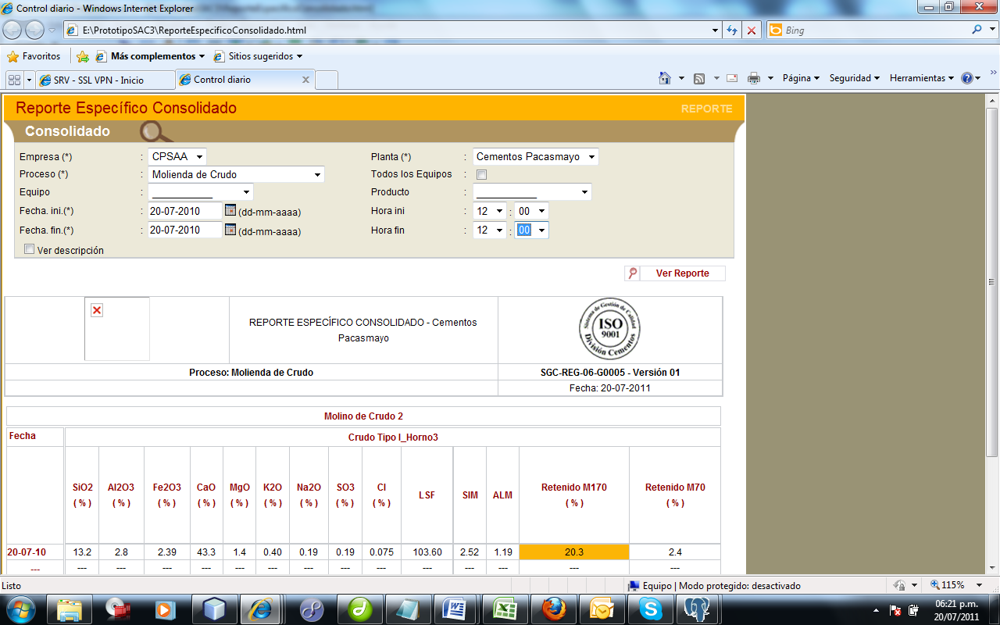 Control diario - Windows Internet Explorer
E:\PrototipoSAC3\ReporteEspecificoConsolidado.html
Bing
Favoritos
Más complementos
Sitios sugeridos
SRV - SSL VPN - Inicio
Control diario
Página
Seguridad
Herramientas
Reporte Específico Consolidado
REPORTE
Consolidado
Empresa (*) : CPSAA
Planta (*) : Cementos Pacasmayo
Proceso (*) : Molienda de Crudo
Todos los Equipos :
Equipo :
Producto :
Fecha. ini.(*) : 20-07-2010 (dd-mm-aaaa)
Hora ini : 12 : 00
Fecha. fin.(*) : 20-07-2010 (dd-mm-aaaa)
Hora fin : 12 : 00
Ver descripción
Ver Reporte
REPORTE ESPECÍFICO CONSOLIDADO - Cementos
Pacasmayo
Sistema de Gestión de Calidad
ISO
9001
División Cementos
Proceso: Molienda de Crudo
SGC-REG-06-G0005 - Versión 01
Fecha: 20-07-2011
Molino de Crudo 2
Fecha
Crudo Tipo I_Horno3
SiO2 Al2O3 Fe2O3 CaO MgO K2O Na2O SO3 Cl LSF SIM ALM Retenido M170 Retenido M70
( % ) ( % ) ( % ) ( % ) ( % ) ( % ) ( % ) ( % ) ( % ) ( % ) ( % )
20-07-10 13.2 2.8 2.39 43.3 1.4 0.40 0.19 0.19 0.075 103.60 2.52 1.19 20.3 2.4
--- --- --- --- --- --- --- --- --- --- --- --- --- --- ---
Listo
Equipo | Modo protegido: desactivado
115%
06:21 p.m.
20/07/2011